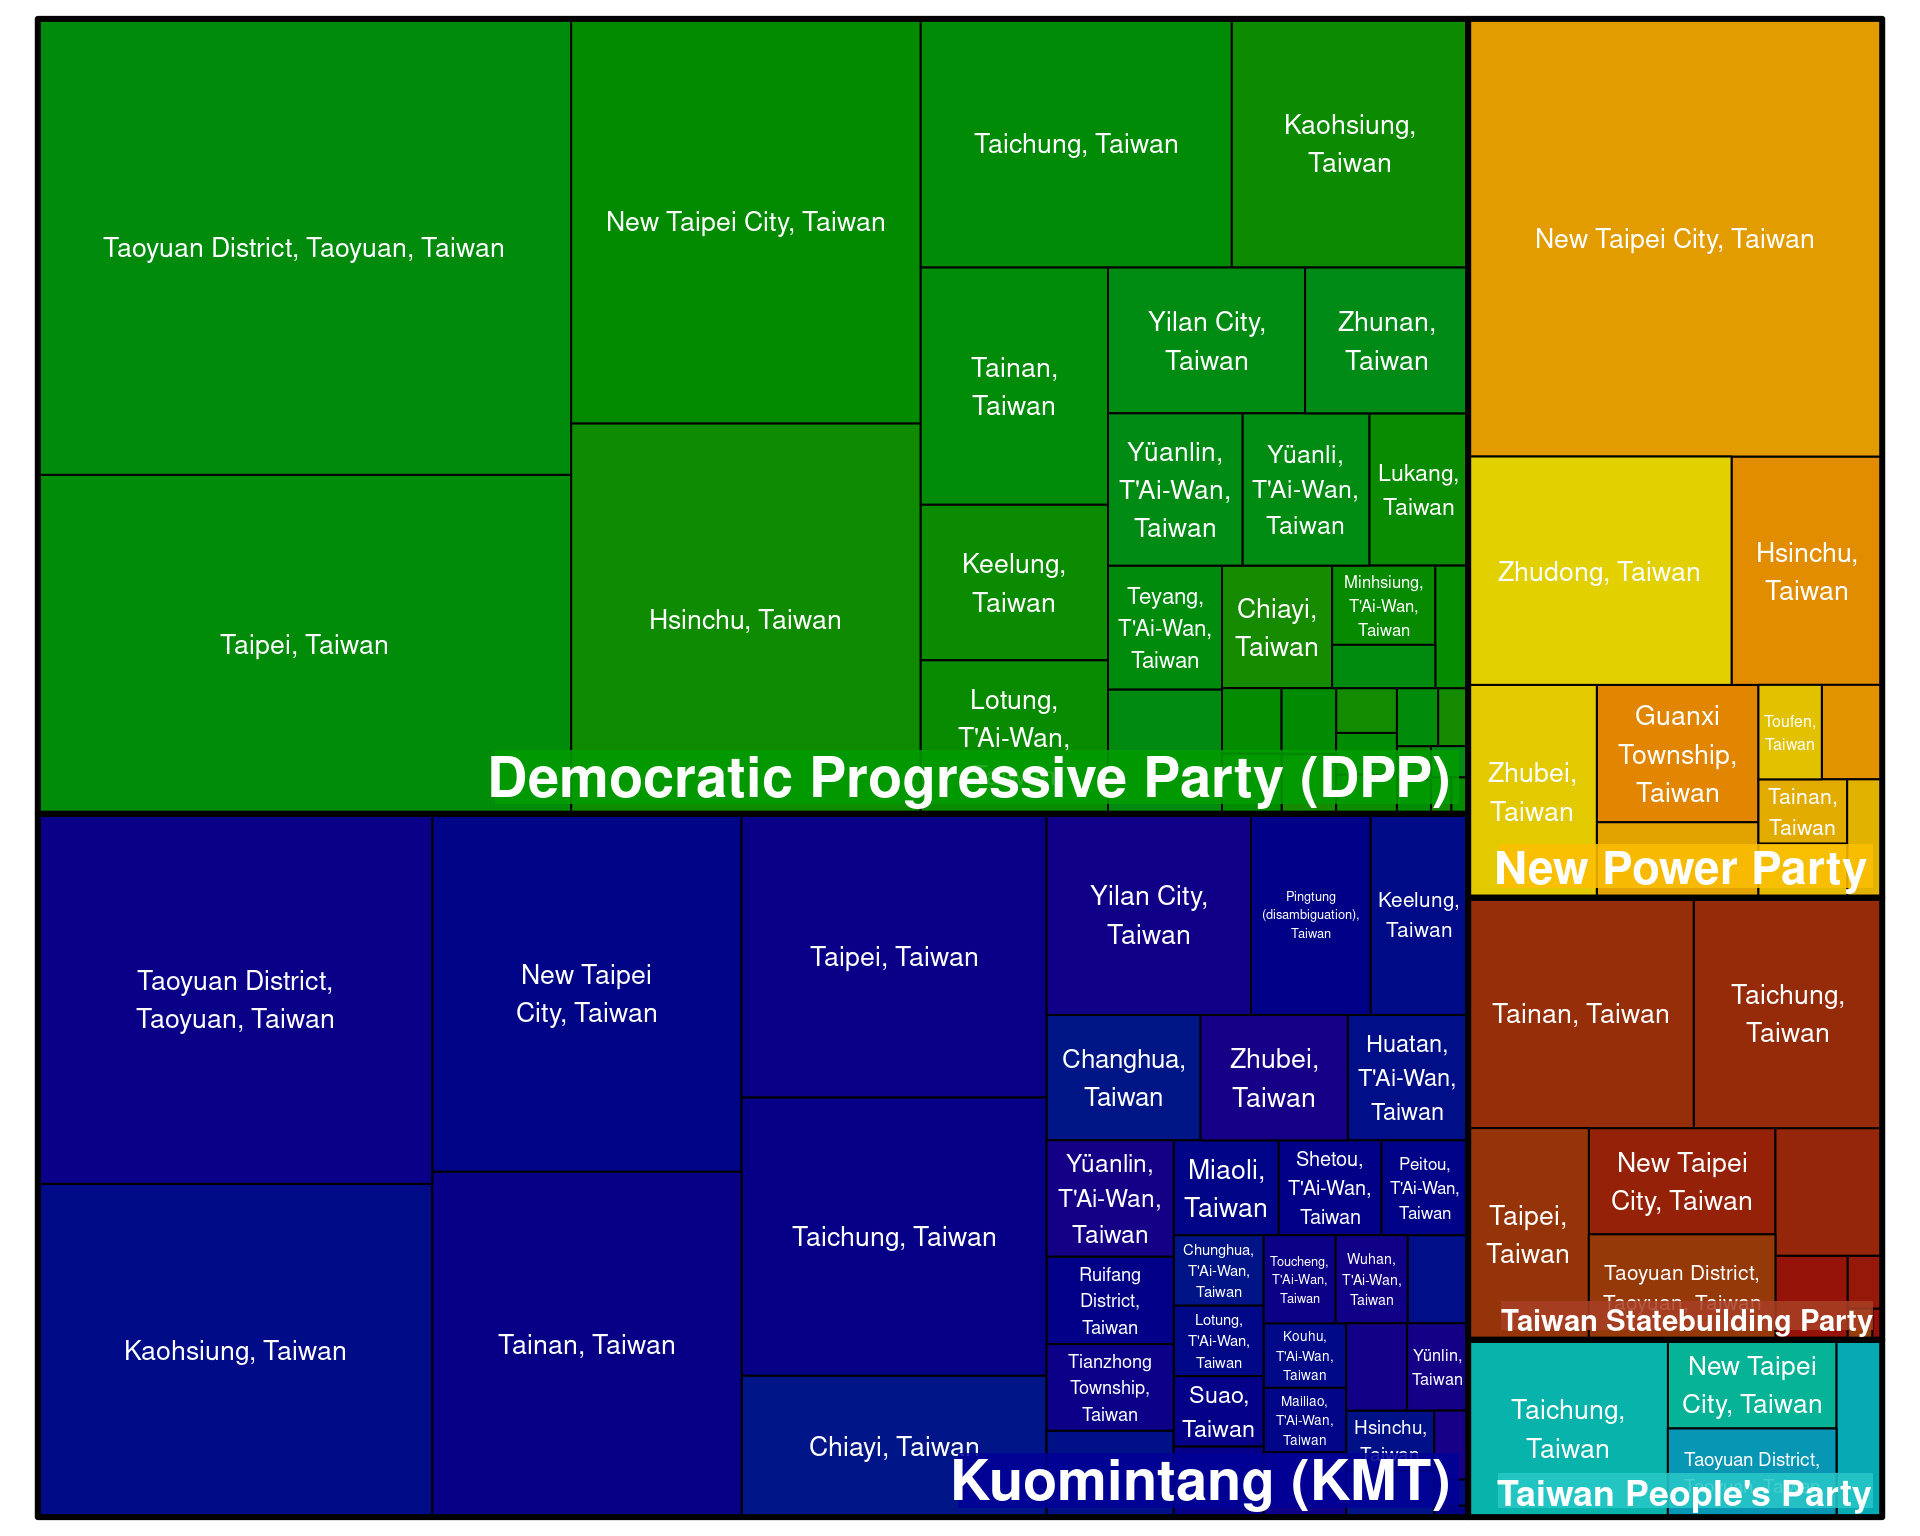 Taoyuan District, Taoyuan, Taiwan
Taipei, Taiwan
New Taipei City, Taiwan
Hsinchu, Taiwan
Taichung, Taiwan
Kaohsiung,
Taiwan
Tainan,
Taiwan
Keelung,
Taiwan
Lotung,
T'Ai-Wan,
Yilan City,
Taiwan
Zhunan,
Taiwan
Yüanlin,
T'Ai-Wan,
Taiwan
Yüanli,
T'Ai-Wan,
Taiwan
Lukang,
Taiwan
Teyang,
T'Ai-Wan,
Taiwan
Chiayi,
Taiwan
Minhsiung,
T'Ai-Wan,
Taiwan
Democratic Progressive Party (DPP)
Taoyuan District,
Taoyuan, Taiwan
Kaohsiung, Taiwan
New Taipei
City, Taiwan
Tainan, Taiwan
Taipei, Taiwan
Taichung, Taiwan
Chiayi, Taiwan
Yilan City,
Taiwan
Pingtung
(disambiguation),
Taiwan
Keelung,
Taiwan
Changhua,
Taiwan
Zhubei,
Taiwan
Huatan,
T'Ai-Wan,
Taiwan
Yüanlin,
T'Ai-Wan,
Taiwan
Ruifang
District,
Taiwan
Tianzhong
Township,
Taiwan
Miaoli,
Taiwan
Shetou,
T'Ai-Wan,
Taiwan
Peitou,
T'Ai-Wan,
Taiwan
Chunghua,
T'Ai-Wan,
Taiwan
Lotung,
T'Ai-Wan,
Taiwan
Suao,
Taiwan
Toucheng,
T'Ai-Wan,
Taiwan
Wuhan,
T'Ai-Wan,
Taiwan
Kouhu,
T'Ai-Wan,
Taiwan
Mailiao,
T'Ai-Wan,
Taiwan
Yünlin,
Taiwan
Hsinchu,
Taiwan
Kuomintang (KMT)
New Taipei City, Taiwan
Zhudong, Taiwan
Hsinchu,
Taiwan
Zhubei,
Taiwan
Guanxi
Township,
Taiwan
Toufen,
Taiwan
Tainan,
Taiwan
New Power Party
Tainan, Taiwan
Taichung,
Taiwan
Taipei,
Taiwan
New Taipei
City, Taiwan
Taoyuan District,
Taoyuan, Taiwan
Taiwan Statebuilding Party
Taichung,
Taiwan
New Taipei
City, Taiwan
Taoyuan District,
Taiwan People's Party